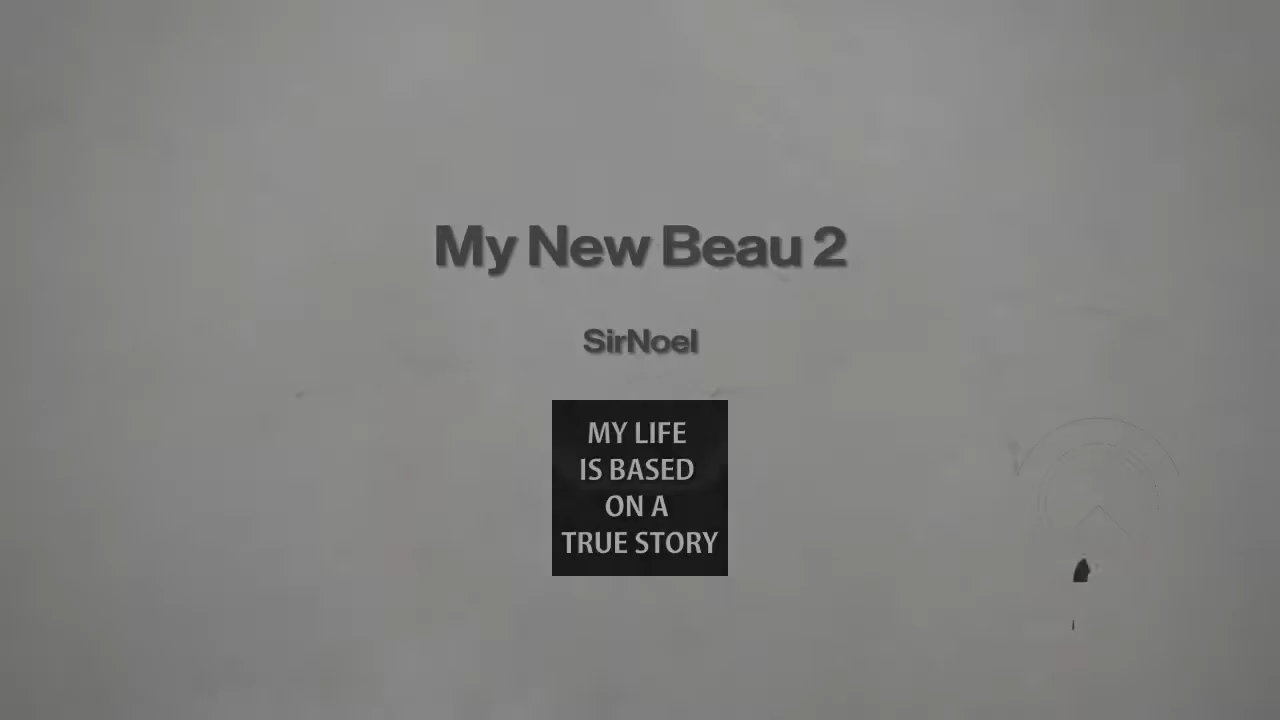 My New Beau 2
SirNoel
MY LIFE
IS BASED
ON A
TRUE STORY